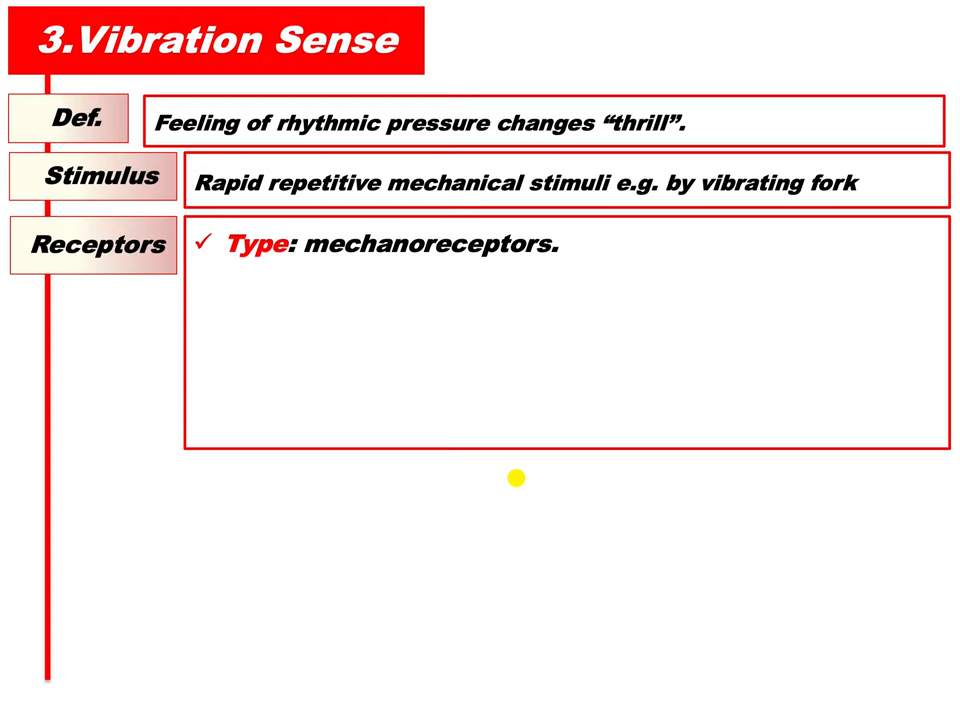 3.Vibration Sense
Def.
Feeling of rhythmic pressure changes “thrill”.
Stimulus
Rapid repetitive mechanical stimuli e.g. by vibrating fork
Receptors
✓ Type: mechanoreceptors.